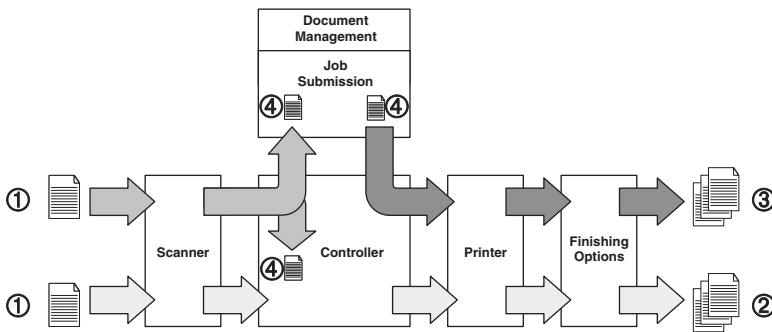 Document
Management
Job
Submission
④ ④
① ③
Scanner Controller Printer Finishing
Options
④
① ②